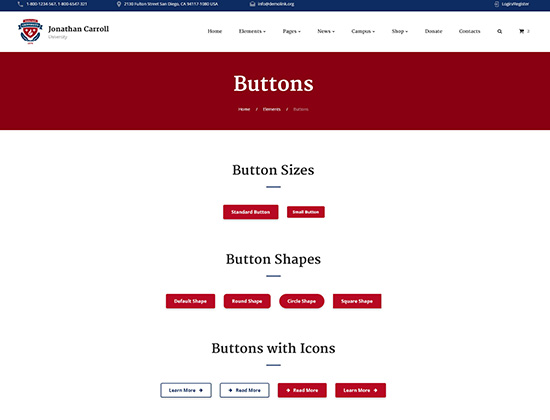 1-800-1234-567, 1-800-6547-321 2130 Fulton Street San Diego, CA 94117-1080 USA info@demolink.org Login/Register
Jonathan Carroll
University
Home Elements Pages News Campus Shop Donate Contacts
Buttons
Home / Elements / Buttons
Button Sizes
Standard Button Small Button
Button Shapes
Default Shape Round Shape Circle Shape Square Shape
Buttons with Icons
Learn More Read More Read More Learn More